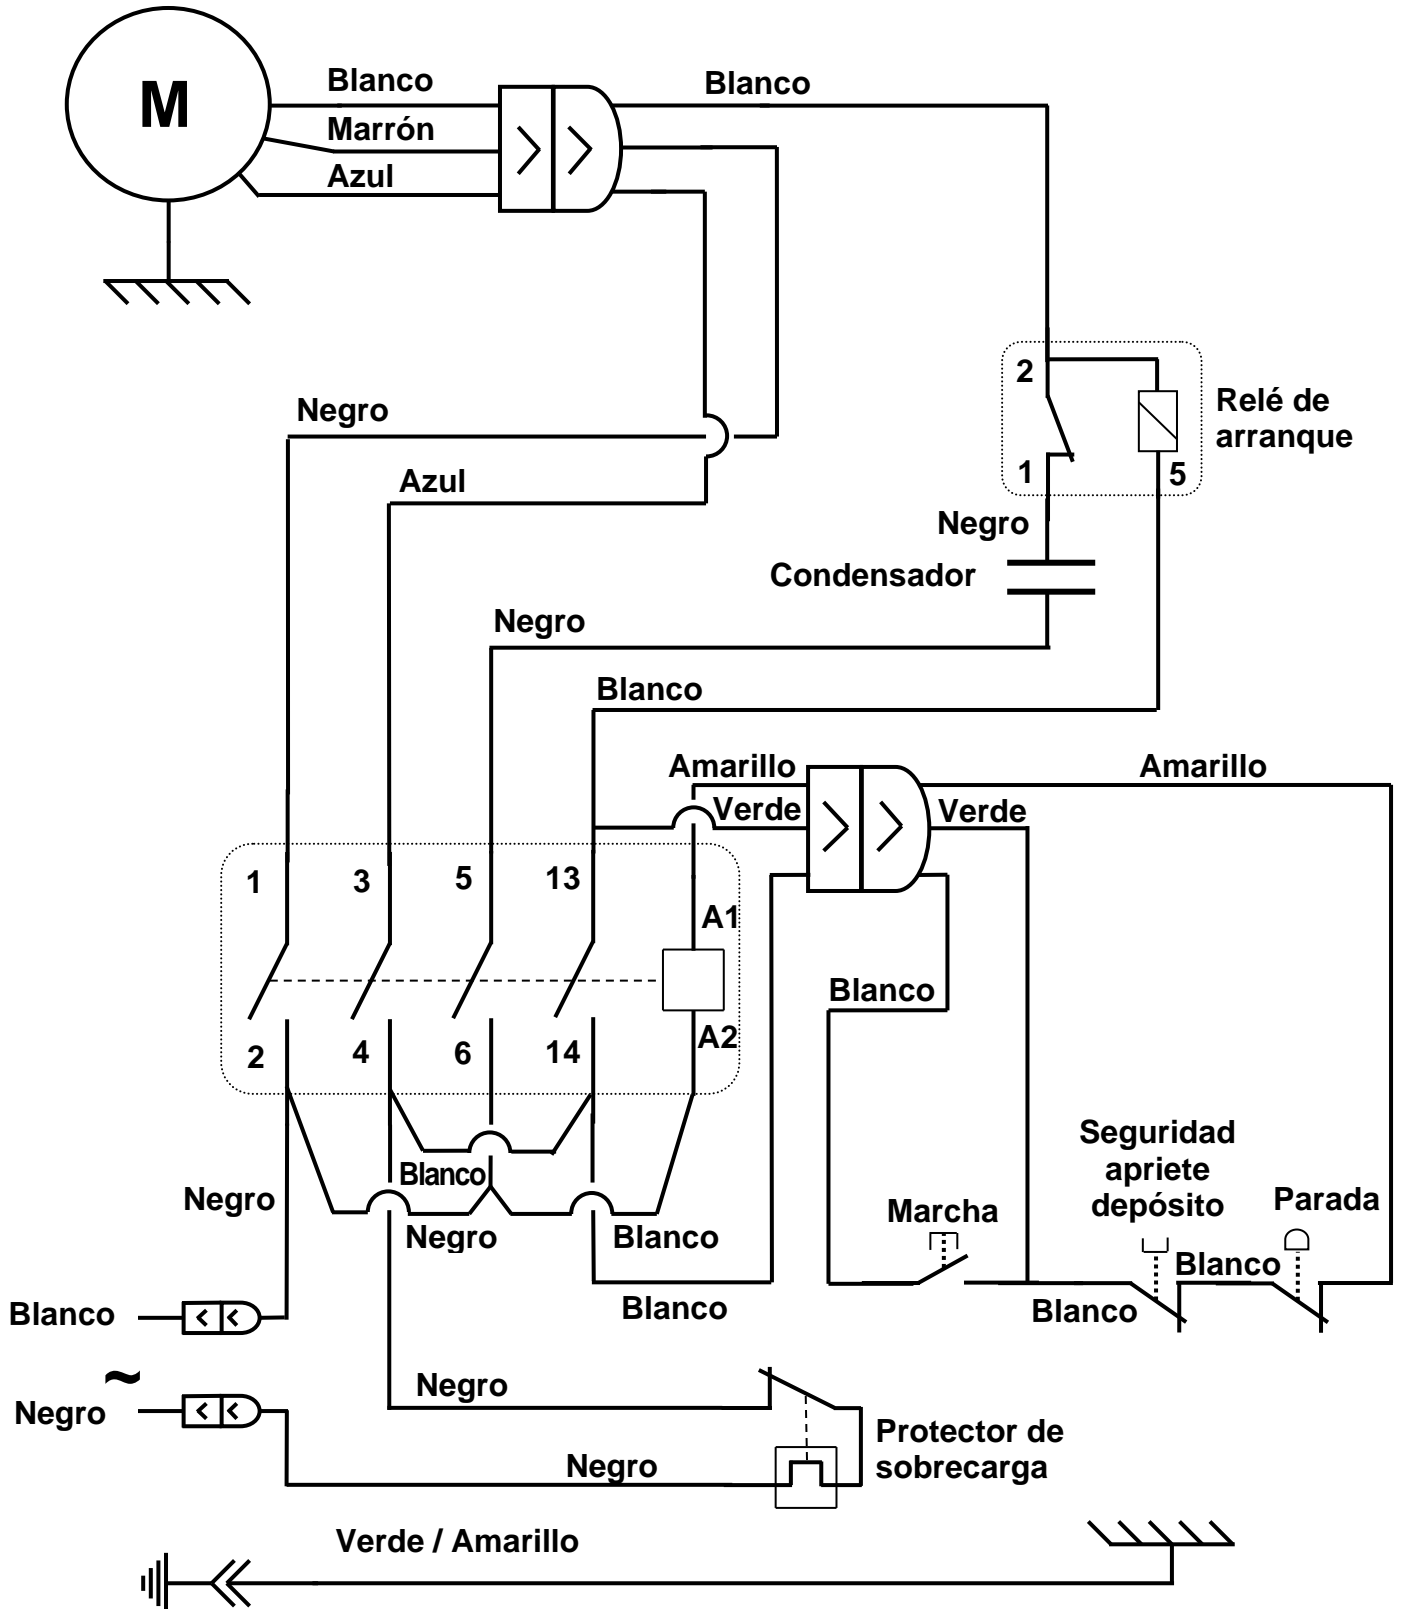 Blanco
Blanco
M
Marrón
Azul
2
Relé de
arranque
Negro
1
5
Azul
Negro
Condensador
Negro
Blanco
Amarillo
Amarillo
Verde
Verde
1
3
5
13
A1
Blanco
2
4
6
14
A2
Seguridad
apriete
depósito
Blanco
Negro
Marcha
Parada
Negro
Blanco
Blanco
Blanco
Blanco
Blanco
~
Negro
Negro
Protector de
sobrecarga
Negro
Verde / Amarillo